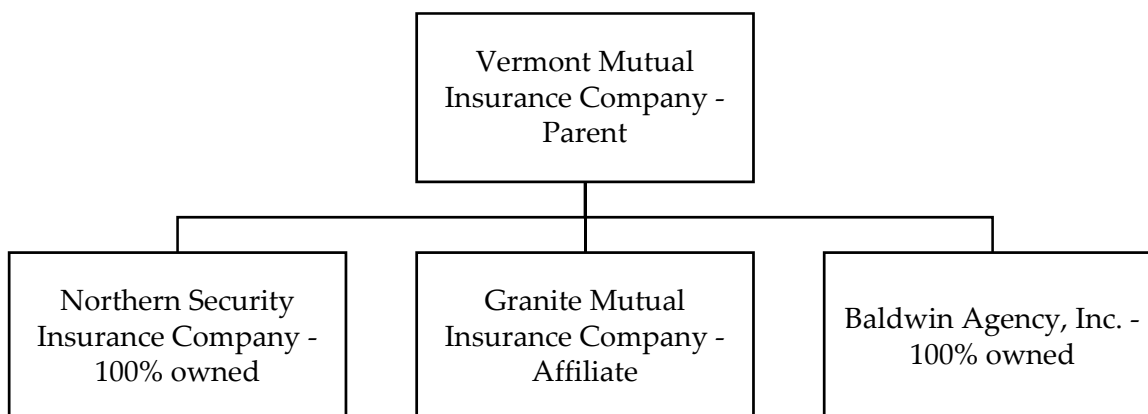 Vermont Mutual
Insurance Company -
Parent
Northern Security
Insurance Company -
100% owned
Granite Mutual
Insurance Company -
Affiliate
Baldwin Agency, Inc. -
100% owned